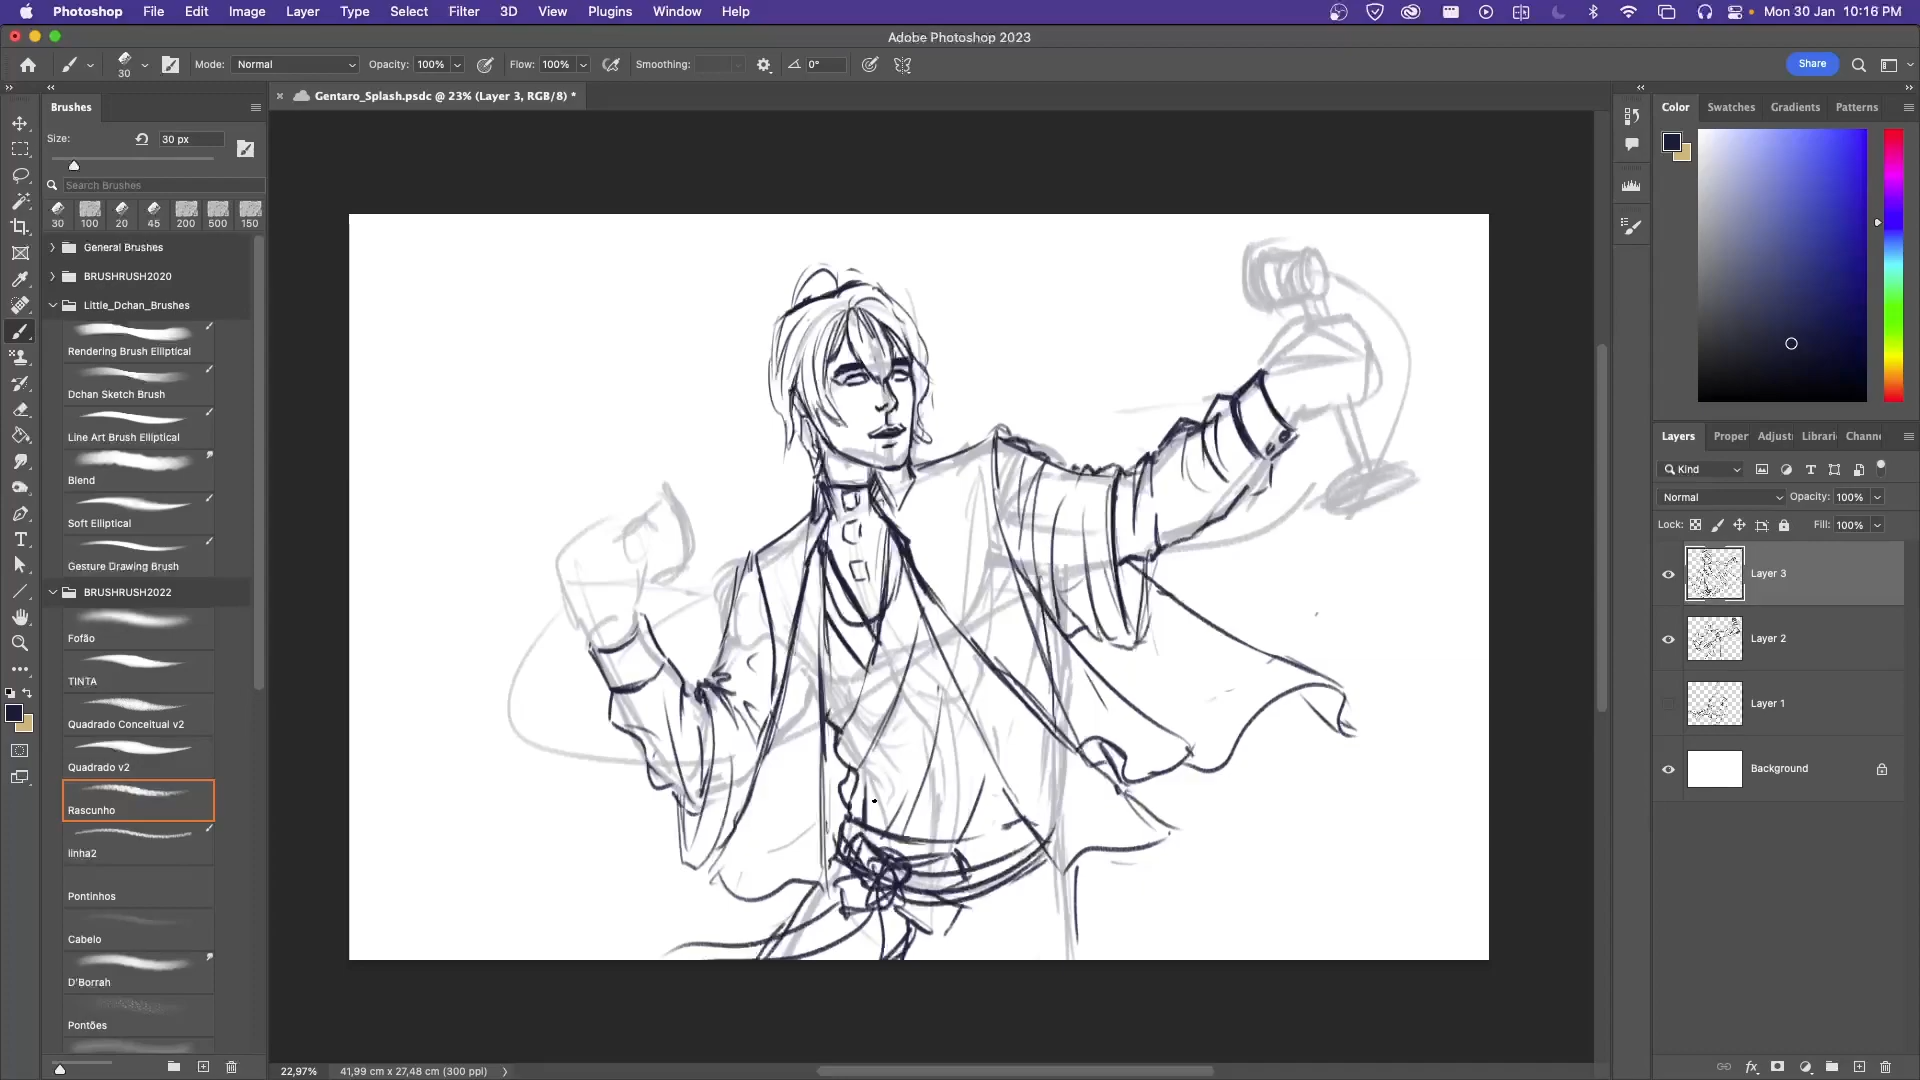 Photoshop File Edit Image Layer Type Select Filter 3D View Plugins Window Help Mon 30 Jan 10:16 PM
Adobe Photoshop 2023
30 Mode: Normal Opacity: 100% Flow: 100% Smoothing: 0° Share
Gentaro_Splash.psdc @ 23% (Layer 3, RGB/8) *
Brushes
Size: 30 px
Search Brushes
30 100 20 45 200 500 150
General Brushes
BRUSHRUSH2020
Little_Dchan_Brushes
Rendering Brush Elliptical
Dchan Sketch Brush
Line Art Brush Elliptical
Blend
Soft Elliptical
Gesture Drawing Brush
BRUSHRUSH2022
Fofão
TINTA
Quadrado Conceitual v2
Quadrado v2
Rascunho
linha2
Pontinhos
Cabelo
D'Borrah
Pontões
22,97% 41,99 cm x 27,48 cm (300 ppi)
Color Swatches Gradients Patterns
Layers Proper Adjust Librari Chann
Kind
Normal Opacity: 100%
Lock: Fill: 100%
Layer 3
Layer 2
Layer 1
Background
fx